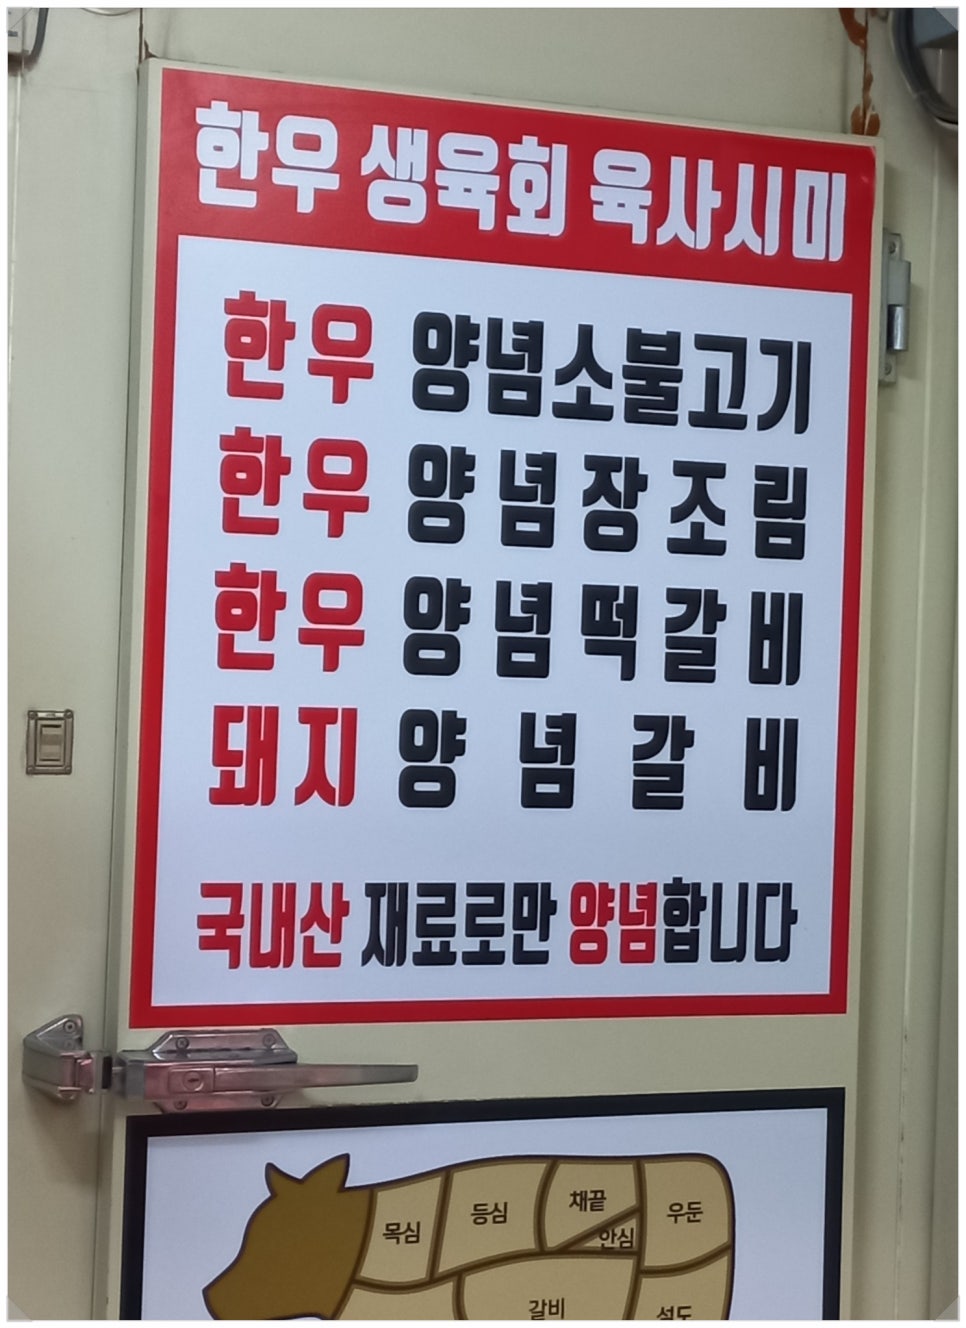 한우 생육회 육사시미
한우 양념소불고기
한우 양념장조림
한우 양념떡갈비
돼지 양념갈비
국내산 재료로만 양념합니다
목심 등심 채끝 우둔
안심
갈비 설도